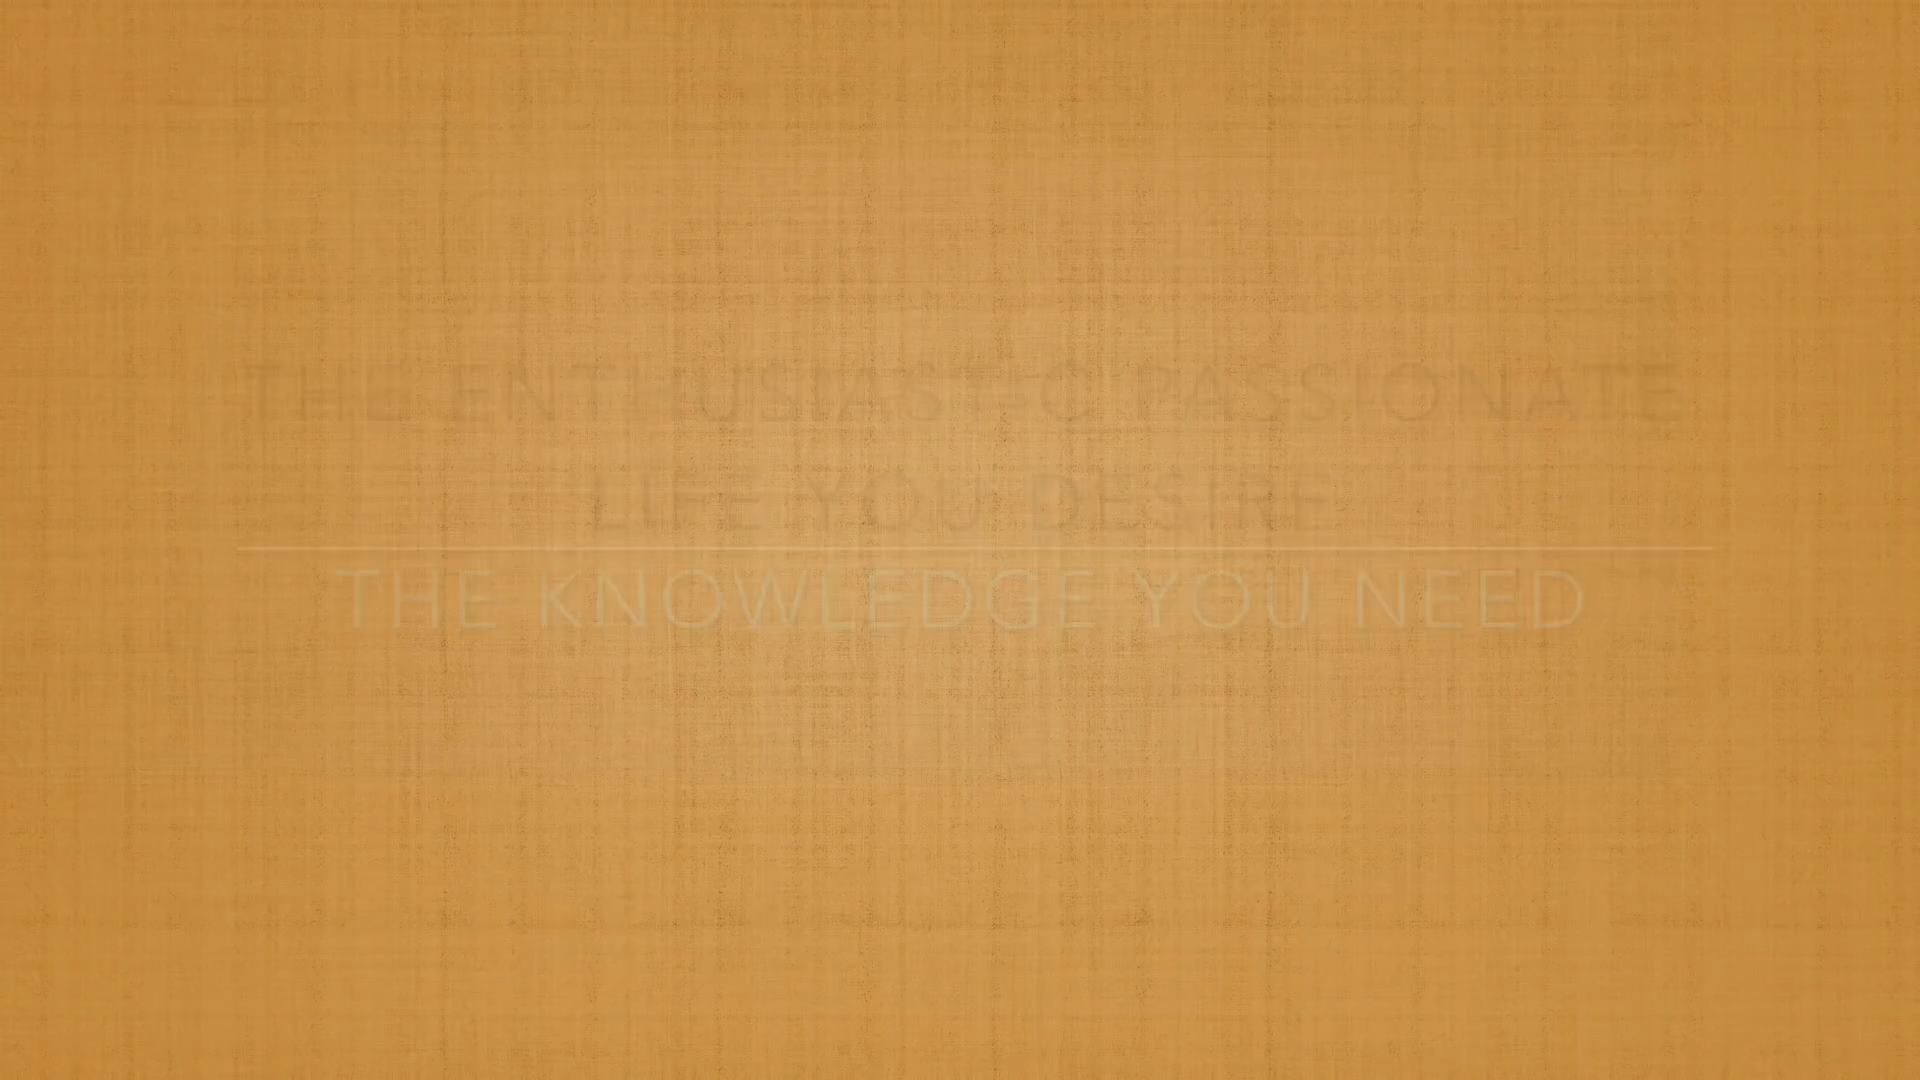 THE ENTHUSIASTIC PASSIONATE
LIFE YOU DESIRE
THE KNOWLEDGE YOU NEED